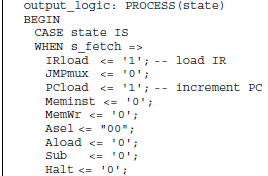 output_logic: PROCESS(state)
BEGIN
CASE state IS
WHEN s_fetch =>
IRload <= '1'; -- load IR
JMPmux <= '0';
PCload <= '1'; -- increment PC
Meminst <= '0';
MemWr <= '0';
Asel <= "00";
Aload <= '0';
Sub <= '0';
Halt <= '0';